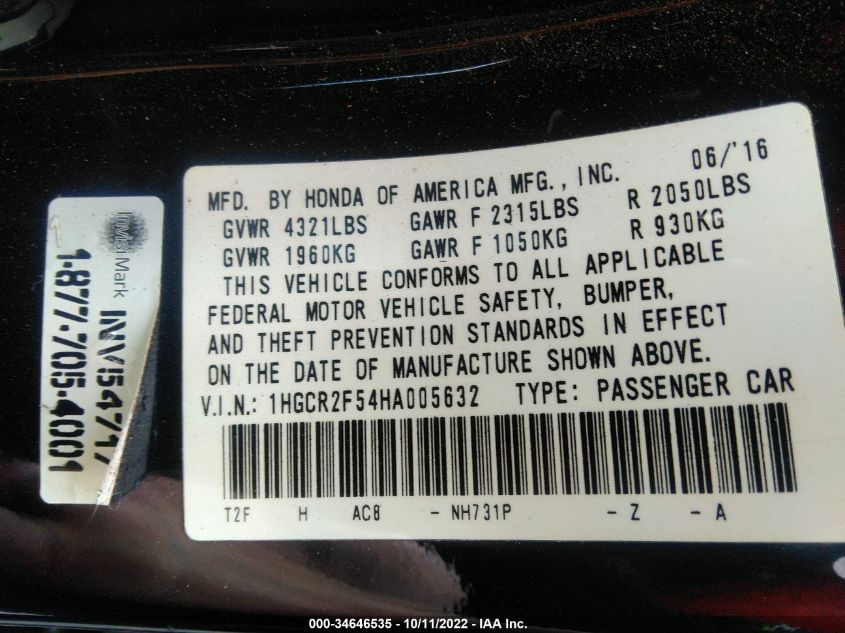 InVisiMark
1-877-705-4001
INV54717
06/'16
MFD. BY HONDA OF AMERICA MFG., INC.
GVWR 4321LBS GAWR F 2315LBS R 2050LBS
GVWR 1960KG GAWR F 1050KG R 930KG
THIS VEHICLE CONFORMS TO ALL APPLICABLE
FEDERAL MOTOR VEHICLE SAFETY, BUMPER,
AND THEFT PREVENTION STANDARDS IN EFFECT
ON THE DATE OF MANUFACTURE SHOWN ABOVE.
V.I.N.: 1HGCR2F54HA005632 TYPE: PASSENGER CAR
T2F H AC8 - NH731P - Z - A
000-34646535 - 10/11/2022 - IAA Inc.